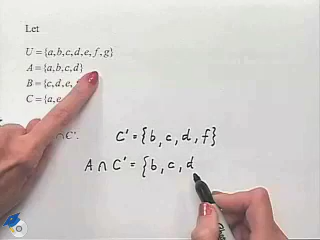 Let
U = {a,b,c,d,e,f,g}
A = {a,b,c,d}
B = {c,d,e,
C = {a,e
∩ C'.
C' = {b, c, d, f}
A ∩ C' = {b, c, d